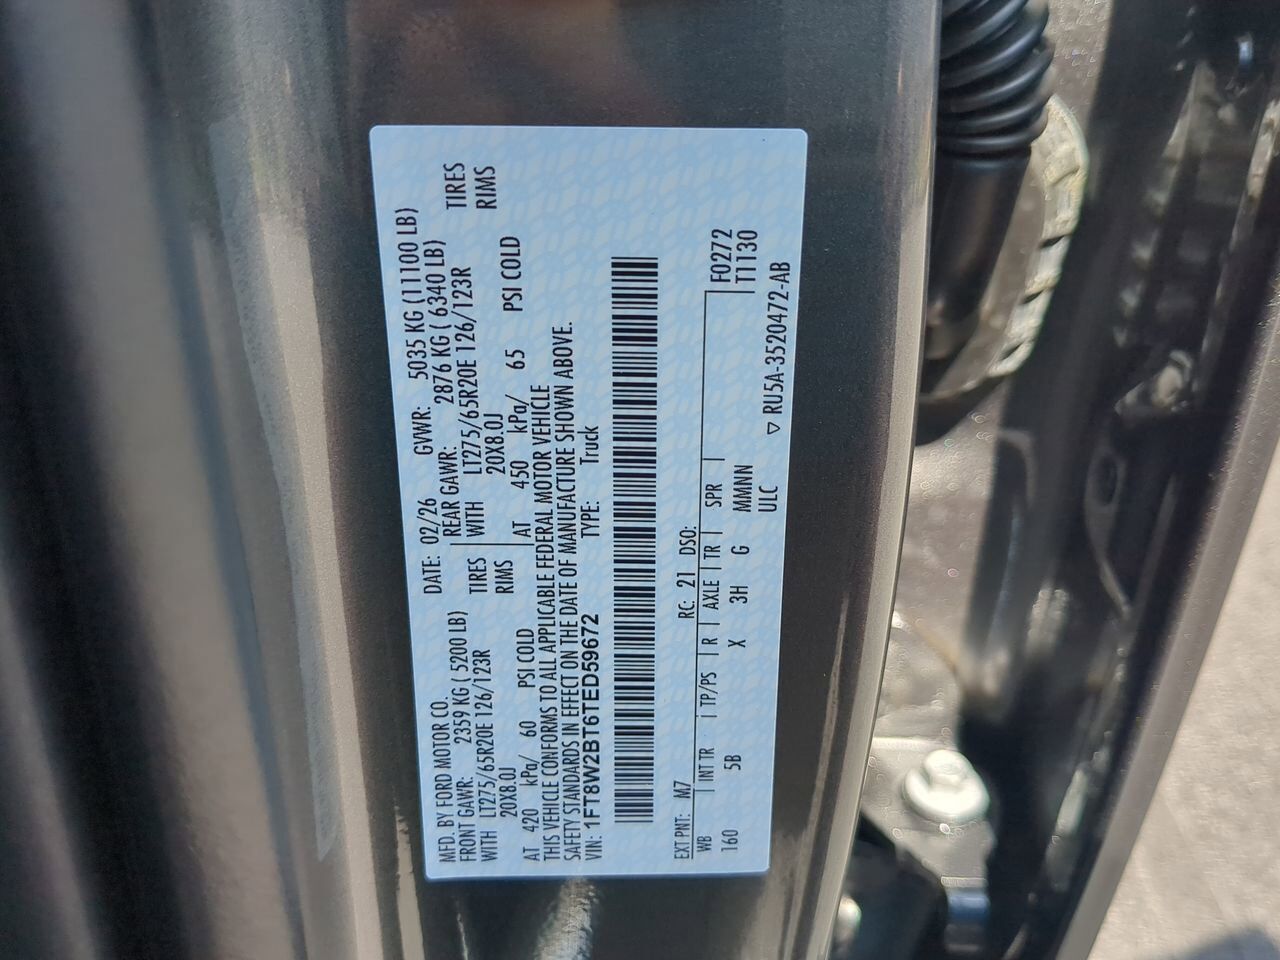 MFD. BY FORD MOTOR CO.
DATE: 02/26 GVWR: 5035 KG (11100 LB)
FRONT GAWR: 2359 KG ( 5200 LB) REAR GAWR: 2876 KG ( 6340 LB)
WITH LT275/65R20E 126/123R TIRES WITH LT275/65R20E 126/123R TIRES
20X8.0J RIMS 20X8.0J RIMS
AT 420 kPa/ 60 PSI COLD AT 450 kPa/ 65 PSI COLD
THIS VEHICLE CONFORMS TO ALL APPLICABLE FEDERAL MOTOR VEHICLE
SAFETY STANDARDS IN EFFECT ON THE DATE OF MANUFACTURE SHOWN ABOVE.
VIN: 1FT8W2BT6TED59672 TYPE: Truck
EXT PNT: M7 RC: 21 DSO:
WB INT TR TP/PS R AXLE TR SPR F0272
160 5B X 3H G MMNN T1130
ULC ▽ RU5A-3520472-AB